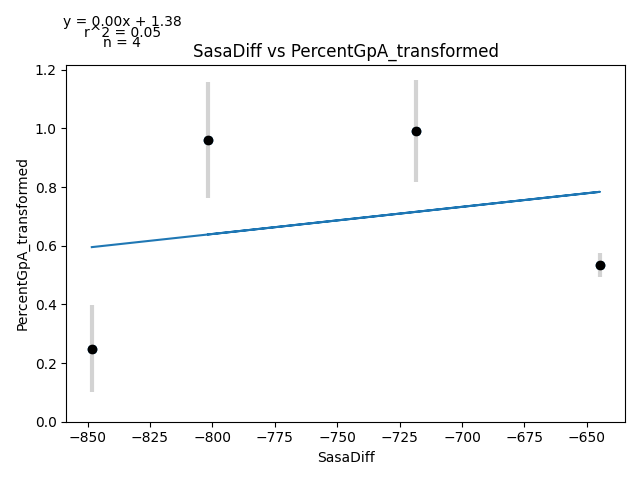 y = 0.00x + 1.38
r^2 = 0.05
n = 4
SasaDiff vs PercentGpA_transformed
1.2
1.0
0.8
0.6
0.4
0.2
0.0
PercentGpA_transformed
−850 −825 −800 −775 −750 −725 −700 −675 −650
SasaDiff